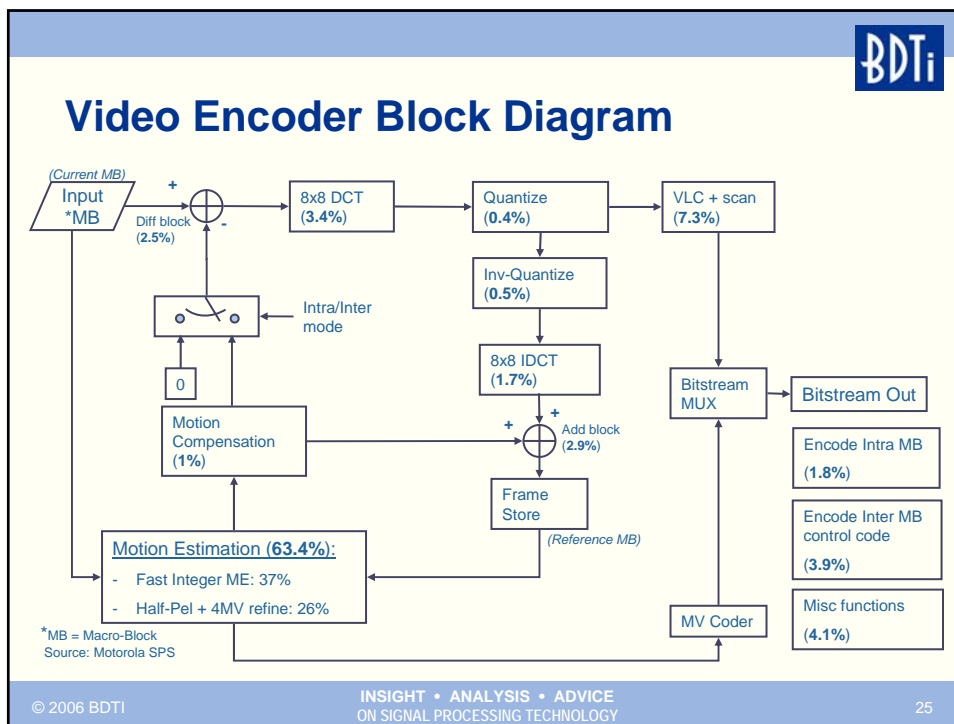 BDTi
Video Encoder Block Diagram
(Current MB)
Input
*MB
+
-
Diff block
(2.5%)
8x8 DCT
(3.4%)
Quantize
(0.4%)
VLC + scan
(7.3%)
Inv-Quantize
(0.5%)
Intra/Inter
mode
8x8 IDCT
(1.7%)
0
Bitstream
MUX
Bitstream Out
Motion
Compensation
(1%)
+
+
Add block
(2.9%)
Encode Intra MB
(1.8%)
Frame
Store
(Reference MB)
Encode Inter MB
control code
(3.9%)
Motion Estimation (63.4%):
- Fast Integer ME: 37%
- Half-Pel + 4MV refine: 26%
MV Coder
Misc functions
(4.1%)
*MB = Macro-Block
Source: Motorola SPS
© 2006 BDTI
INSIGHT • ANALYSIS • ADVICE
ON SIGNAL PROCESSING TECHNOLOGY
25